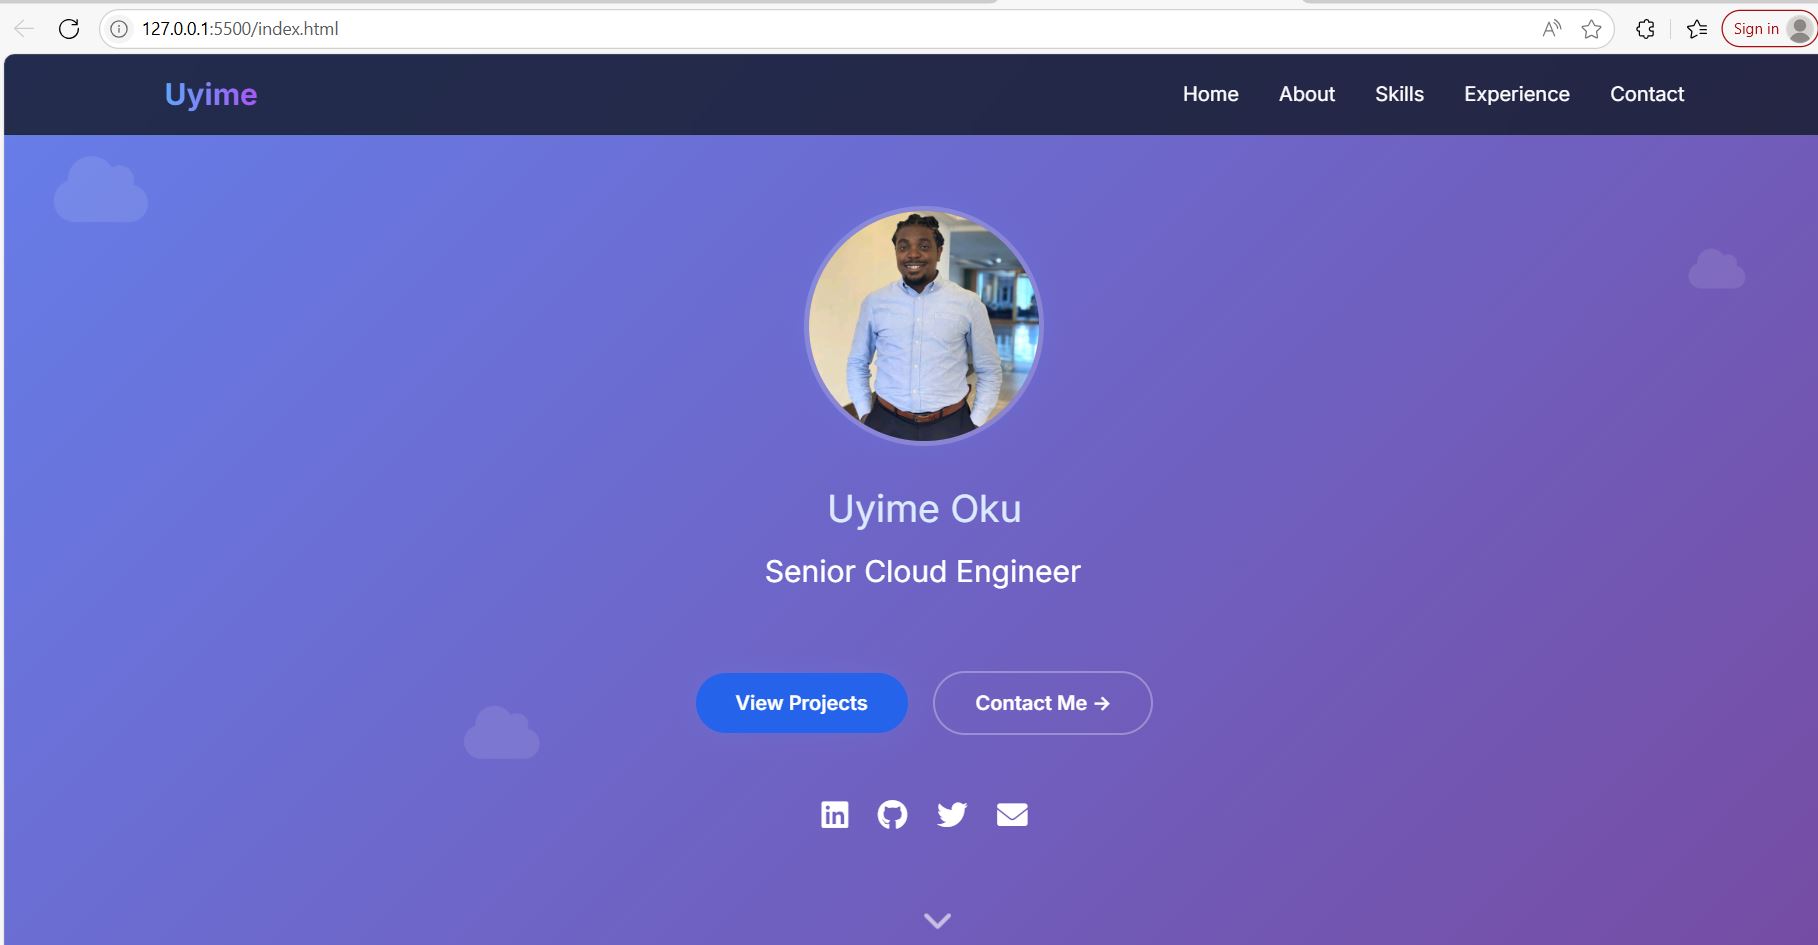 127.0.0.1:5500/index.html
Sign in
Uyime
Home About Skills Experience Contact
Uyime Oku
Senior Cloud Engineer
View Projects
Contact Me →
in